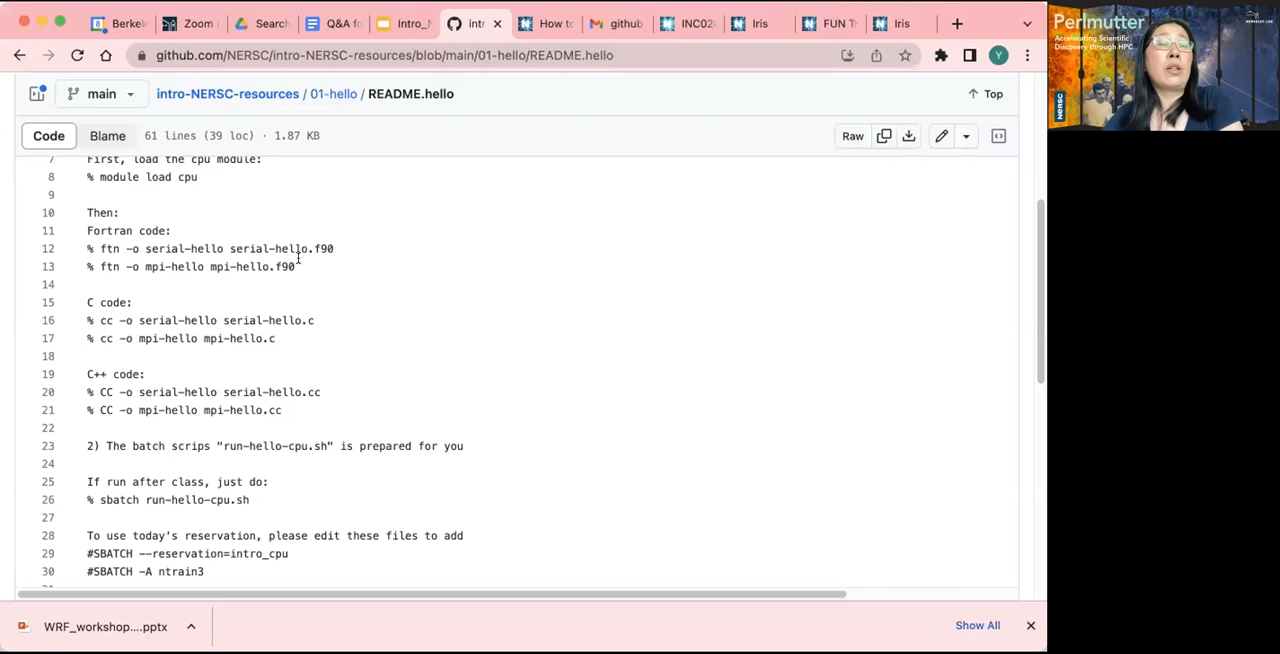 Berkel
Zoom
Search
Q&A fo
Intro_N
intr
How to
github
INC02
Iris
FUN Tr
Iris
github.com/NERSC/intro-NERSC-resources/blob/main/01-hello/README.hello
Y
main
intro-NERSC-resources / 01-hello / README.hello
Top
Code
Blame
61 lines (39 loc) · 1.87 KB
Raw
7 First, load the cpu module:
8 % module load cpu
9
10 Then:
11 Fortran code:
12 % ftn -o serial-hello serial-hello.f90
13 % ftn -o mpi-hello mpi-hello.f90
14
15 C code:
16 % cc -o serial-hello serial-hello.c
17 % cc -o mpi-hello mpi-hello.c
18
19 C++ code:
20 % CC -o serial-hello serial-hello.cc
21 % CC -o mpi-hello mpi-hello.cc
22
23 2) The batch scrips "run-hello-cpu.sh" is prepared for you
24
25 If run after class, just do:
26 % sbatch run-hello-cpu.sh
27
28 To use today's reservation, please edit these files to add
29 #SBATCH --reservation=intro_cpu
30 #SBATCH -A ntrain3
WRF_workshop....pptx
Show All
Perlmutter
Accelerating Scientific
Discovery through HPC
NERSC
BERKELEY LAB